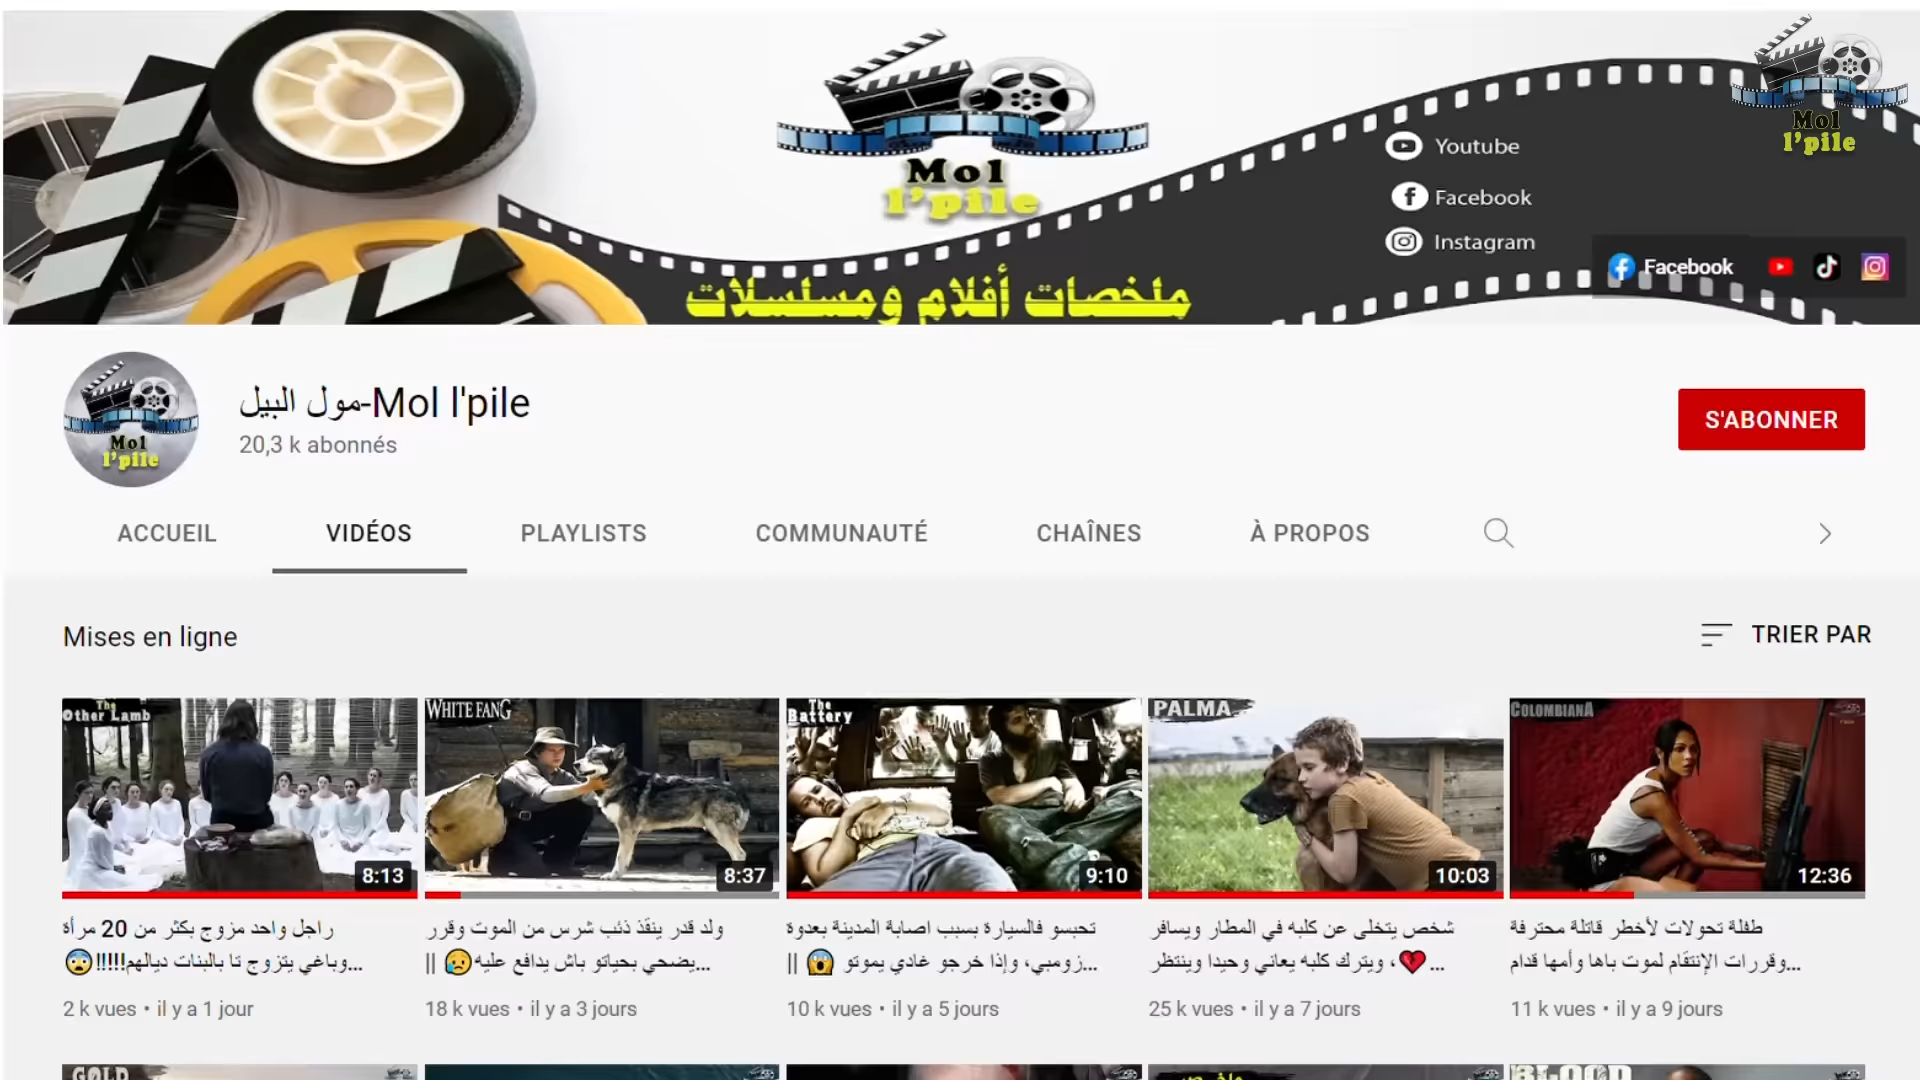 Mol
l'pile
Youtube
Facebook
Instagram
ملخصات أفلام ومسلسلات
Mol
l'pile
Facebook
Mol
l'pile
مول البيل-Mol l'pile
20,3 k abonnés
S'ABONNER
ACCUEIL
VIDÉOS
PLAYLISTS
COMMUNAUTÉ
CHAÎNES
À PROPOS
Mises en ligne
TRIER PAR
The
Other Lamb
8:13
راجل واحد مزوج بكثر من 20 مرأة
وباغي يتزوج تا بالبنات ديالهم!!!!!😨...
2 k vues • il y a 1 jour
WHITE FANG
8:37
ولد قدر ينقذ ذئب شرس من الموت وقرر
يضحي بحياتو باش يدافع عليه😥 ||...
18 k vues • il y a 3 jours
The
Battery
9:10
تحبسو فالسيارة بسبب اصابة المدينة بعدوة
زومبي، وإذا خرجو غادي يموتو 😱 ||...
10 k vues • il y a 5 jours
PALMA
10:03
شخص يتخلى عن كلبه في المطار ويسافر
، ويترك كلبه يعاني وحيدا وينتظر💔...
25 k vues • il y a 7 jours
COLOMBIANA
12:36
طفلة تحولات لأخطر قاتلة محترفة
وقررات الإنتقام لموت باها وأمها قدام...
11 k vues • il y a 9 jours
GOLD
BLOOD